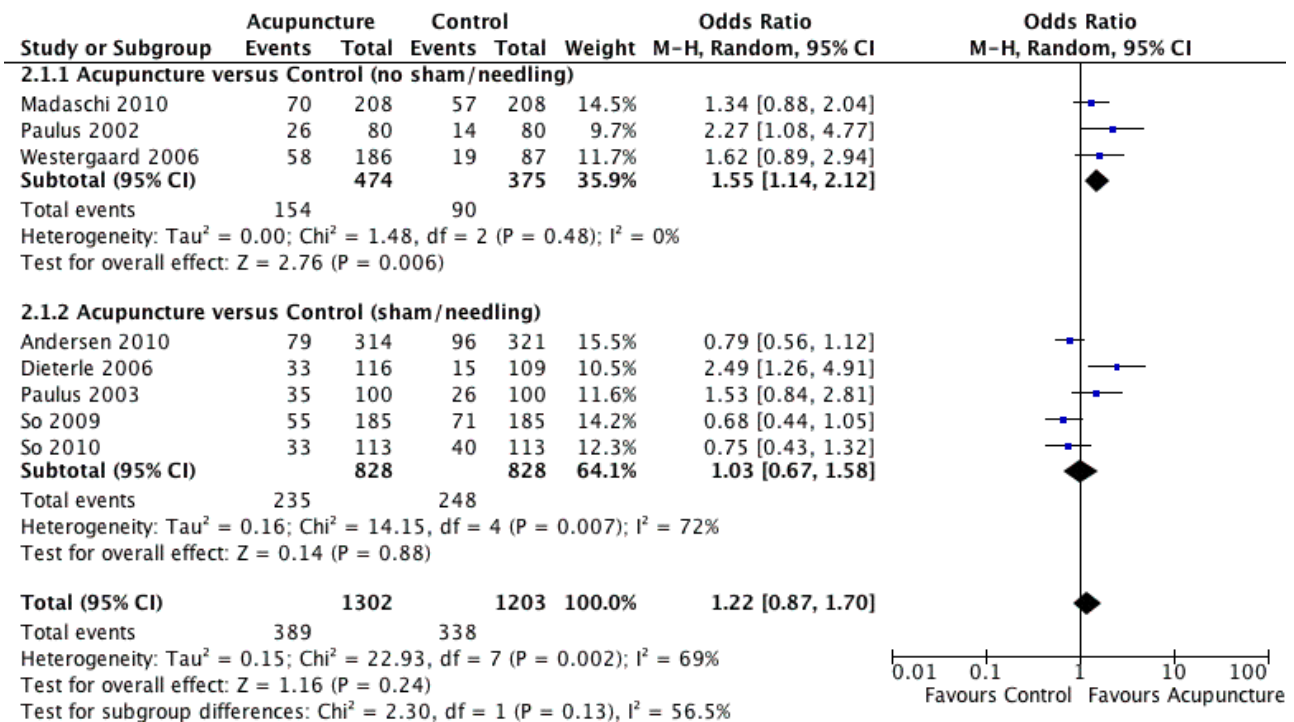 Acupuncture Control Odds Ratio Odds Ratio
Study or Subgroup Events Total Events Total Weight M-H, Random, 95% CI M-H, Random, 95% CI
2.1.1 Acupuncture versus Control (no sham/needling)
Madaschi 2010 70 208 57 208 14.5% 1.34 [0.88, 2.04]
Paulus 2002 26 80 14 80 9.7% 2.27 [1.08, 4.77]
Westergaard 2006 58 186 19 87 11.7% 1.62 [0.89, 2.94]
Subtotal (95% CI) 474 375 35.9% 1.55 [1.14, 2.12]
Total events 154 90
Heterogeneity: Tau² = 0.00; Chi² = 1.48, df = 2 (P = 0.48); I² = 0%
Test for overall effect: Z = 2.76 (P = 0.006)
2.1.2 Acupuncture versus Control (sham/needling)
Andersen 2010 79 314 96 321 15.5% 0.79 [0.56, 1.12]
Dieterle 2006 33 116 15 109 10.5% 2.49 [1.26, 4.91]
Paulus 2003 35 100 26 100 11.6% 1.53 [0.84, 2.81]
So 2009 55 185 71 185 14.2% 0.68 [0.44, 1.05]
So 2010 33 113 40 113 12.3% 0.75 [0.43, 1.32]
Subtotal (95% CI) 828 828 64.1% 1.03 [0.67, 1.58]
Total events 235 248
Heterogeneity: Tau² = 0.16; Chi² = 14.15, df = 4 (P = 0.007); I² = 72%
Test for overall effect: Z = 0.14 (P = 0.88)
Total (95% CI) 1302 1203 100.0% 1.22 [0.87, 1.70]
Total events 389 338
Heterogeneity: Tau² = 0.15; Chi² = 22.93, df = 7 (P = 0.002); I² = 69%
Test for overall effect: Z = 1.16 (P = 0.24)
Test for subgroup differences: Chi² = 2.30, df = 1 (P = 0.13), I² = 56.5%
0.01 0.1 1 10 100
Favours Control Favours Acupuncture